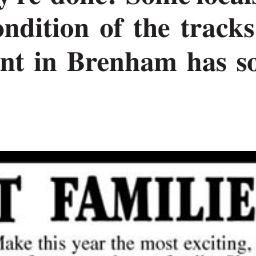 y're done? Some locals
ondition of the tracks
nt in Brenham has so
T FAMILIE
Make this year the most exciting,